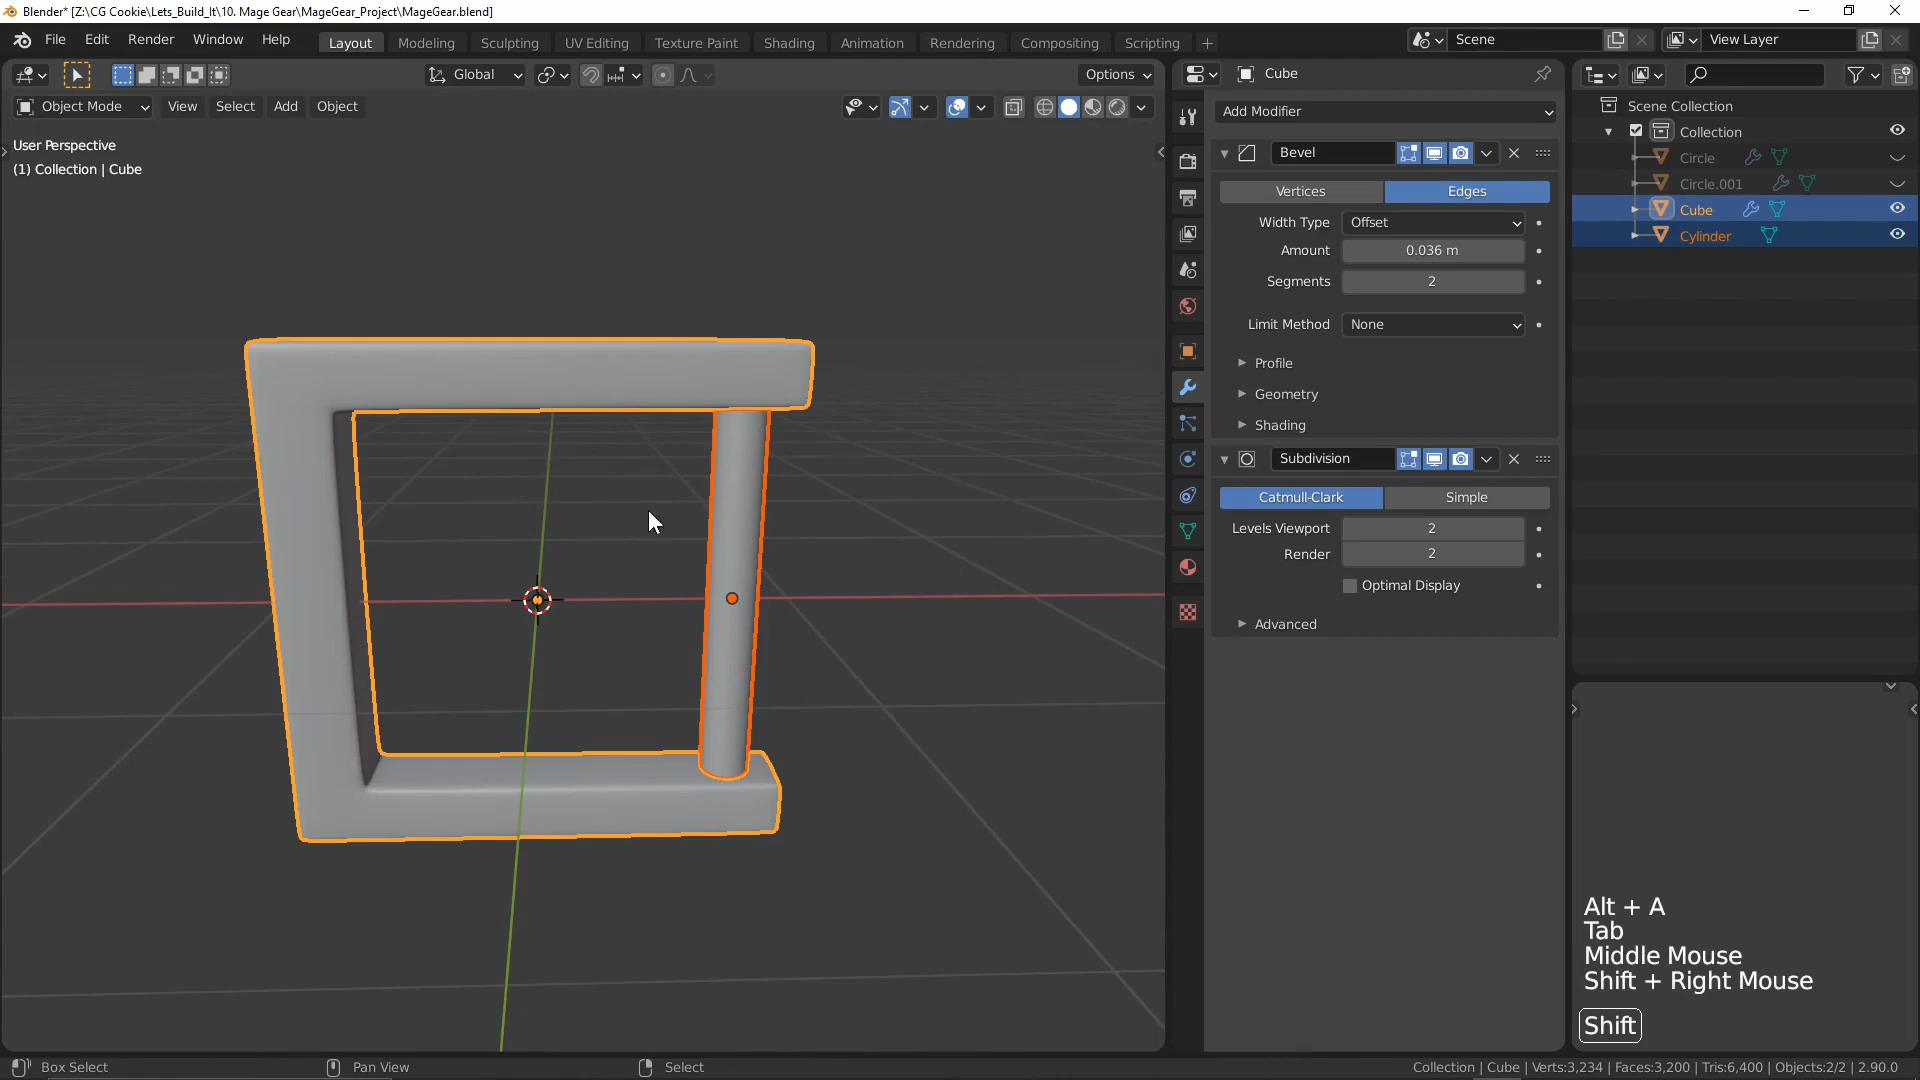 Blender* [Z:\CG Cookie\Lets_Build_It\10. Mage Gear\MageGear_Project\MageGear.blend]
File Edit Render Window Help Layout Modeling Sculpting UV Editing Texture Paint Shading Animation Rendering Compositing Scripting + Scene View Layer
Global Options Cube
Object Mode View Select Add Object
User Perspective
(1) Collection | Cube
Add Modifier
Bevel
Vertices Edges
Width Type Offset
Amount 0.036 m
Segments 2
Limit Method None
Profile
Geometry
Shading
Subdivision
Catmull-Clark Simple
Levels Viewport 2
Render 2
Optimal Display
Advanced
Scene Collection
Collection
Circle
Circle.001
Cube
Cylinder
Alt + A
Tab
Middle Mouse
Shift + Right Mouse
Shift
Box Select Pan View Select Collection | Cube | Verts:3,234 | Faces:3,200 | Tris:6,400 | Objects:2/2 | 2.90.0